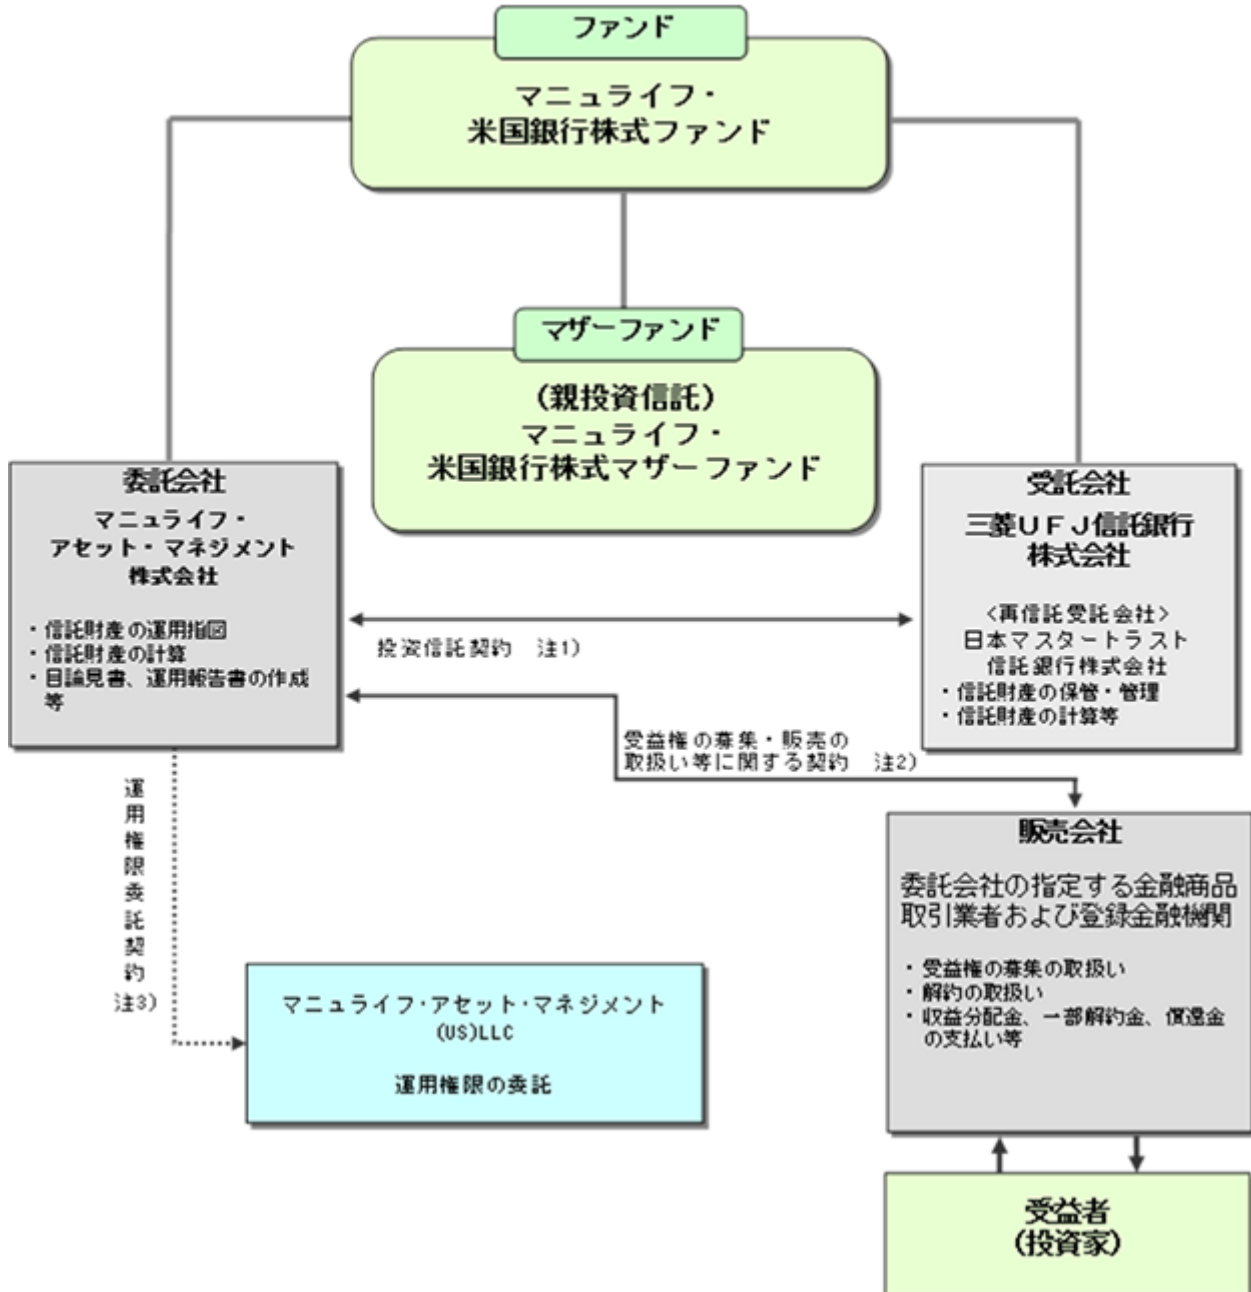 ファンド
マニュライフ・
米国銀行株式ファンド
マザーファンド
(親投資信託)
マニュライフ・
米国銀行株式マザーファンド
委託会社
マニュライフ・
アセット・マネジメント
株式会社
・信託財産の運用指図
・信託財産の計算
・目論見書、運用報告書の作成
等
受託会社
三菱UFJ信託銀行
株式会社
<再信託受託会社>
日本マスタートラスト
信託銀行株式会社
・信託財産の保管・管理
・信託財産の計算等
投資信託契約 注1)
受益権の募集・販売の
取扱い等に関する契約 注2)
運用権限委託契約
注3)
マニュライフ・アセット・マネジメント
(US)LLC
運用権限の委託
販売会社
委託会社の指定する金融商品
取引業者および登録金融機関
・受益権の募集の取扱い
・解約の取扱い
・収益分配金、一部解約金、償還金
の支払い等
受益者
(投資家)